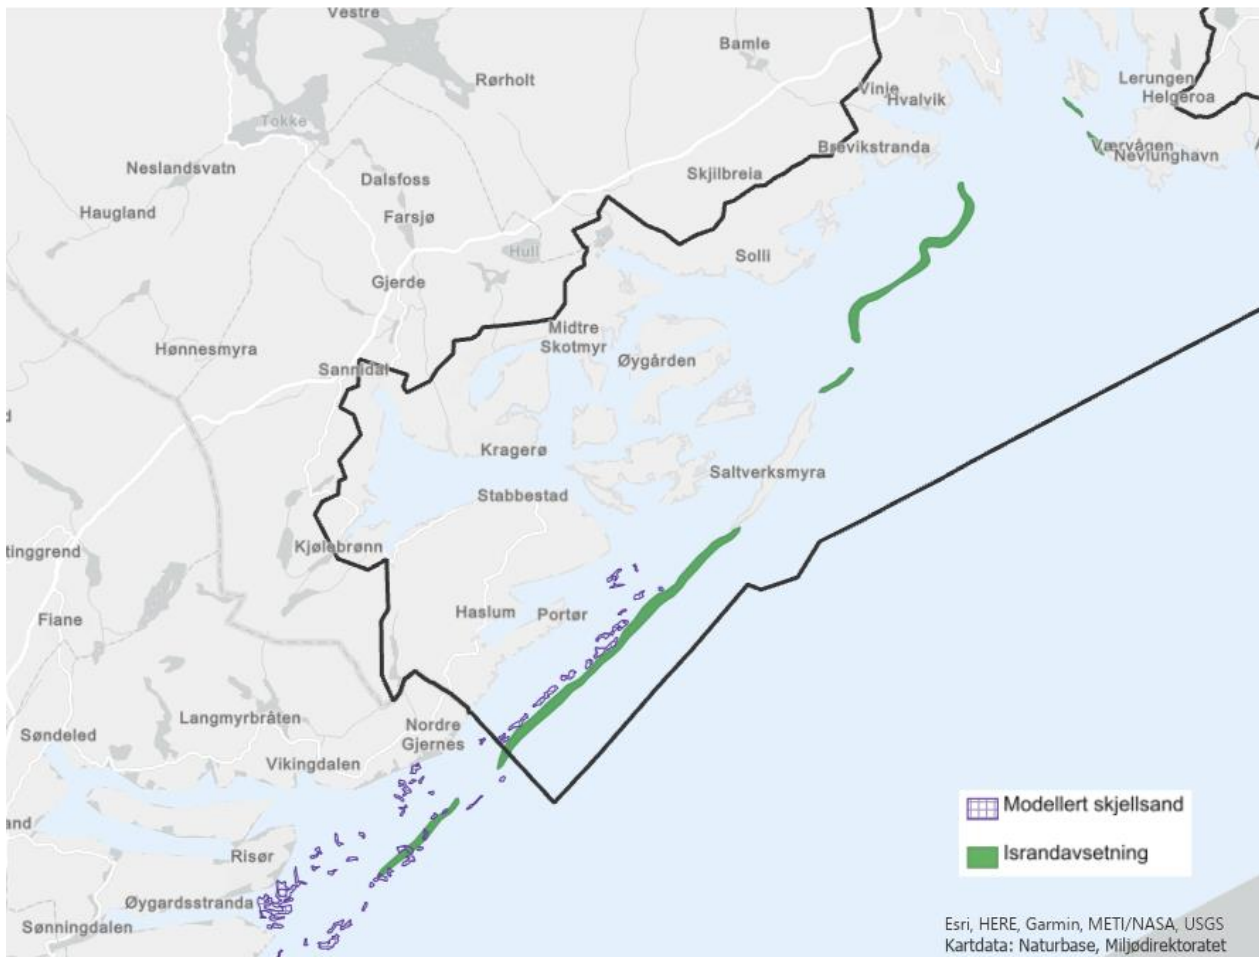 Vestre
Bamle
Rørholt
Lerungen
Helgeroa
Vinje
Hvalvik
Tokke
Brevikstranda
Værvågen
Nevlunghavn
Neslandsvatn
Dalsfoss
Skjilbreia
Haugland
Farsjø
Hull
Solli
Gjerde
Midtre
Skotmyr
Hønnesmyra
Øygården
Sannidal
Kragerø
Saltverksmyra
Stabbestad
tinggrend
Kjølebrønn
Fiane
Haslum
Portør
Langmyrbråten
Nordre
Gjernes
Søndeled
Vikingdalen
Modellert skjellsand
and
Risør
Israndavsetning
Øygardsstranda
Sønningdalen
Esri, HERE, Garmin, METI/NASA, USGS
Kartdata: Naturbase, Miljødirektoratet